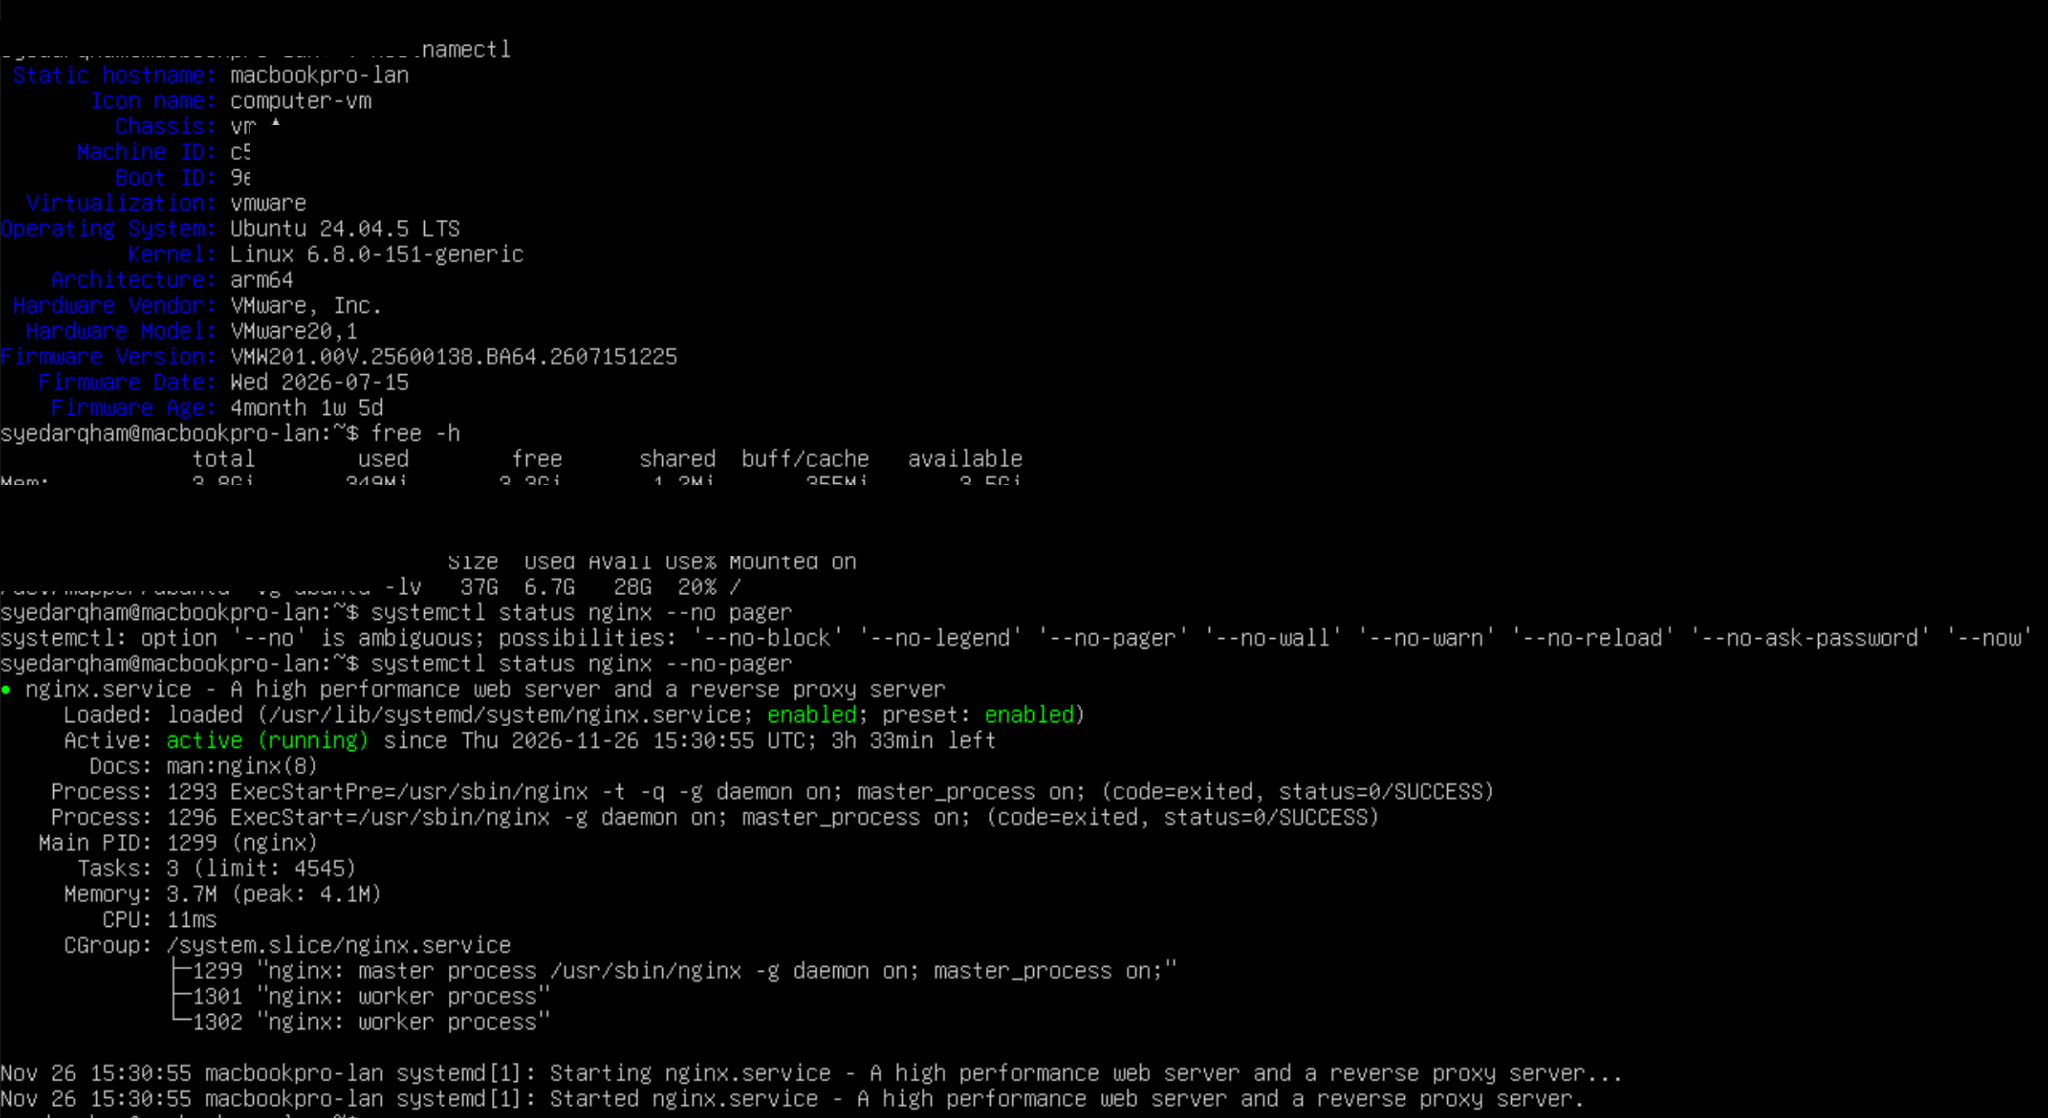 namectl
Static hostname: macbookpro-lan
Icon name: computer-vm
Chassis: vm
Machine ID: c5
Boot ID: 9e
Virtualization: vmware
Operating System: Ubuntu 24.04.5 LTS
Kernel: Linux 6.8.0-151-generic
Architecture: arm64
Hardware Vendor: VMware, Inc.
Hardware Model: VMware20,1
Firmware Version: VMW201.00V.25600138.BA64.2607151225
Firmware Date: Wed 2026-07-15
Firmware Age: 4month 1w 5d
syedarqham@macbookpro-lan:~$ free -h
total used free shared buff/cache available
Mem: 3.8Gi 349Mi 3.3Gi 1.2Mi 355Mi 3.5Gi
Size Used Avail Use% Mounted on
-lv 37G 6.7G 28G 20% /
syedarqham@macbookpro-lan:~$ systemctl status nginx --no pager
systemctl: option '--no' is ambiguous; possibilities: '--no-block' '--no-legend' '--no-pager' '--no-wall' '--no-warn' '--no-reload' '--no-ask-password' '--now'
syedarqham@macbookpro-lan:~$ systemctl status nginx --no-pager
● nginx.service - A high performance web server and a reverse proxy server
Loaded: loaded (/usr/lib/systemd/system/nginx.service; enabled; preset: enabled)
Active: active (running) since Thu 2026-11-26 15:30:55 UTC; 3h 33min left
Docs: man:nginx(8)
Process: 1293 ExecStartPre=/usr/sbin/nginx -t -q -g daemon on; master_process on; (code=exited, status=0/SUCCESS)
Process: 1296 ExecStart=/usr/sbin/nginx -g daemon on; master_process on; (code=exited, status=0/SUCCESS)
Main PID: 1299 (nginx)
Tasks: 3 (limit: 4545)
Memory: 3.7M (peak: 4.1M)
CPU: 11ms
CGroup: /system.slice/nginx.service
├─1299 "nginx: master process /usr/sbin/nginx -g daemon on; master_process on;"
├─1301 "nginx: worker process"
└─1302 "nginx: worker process"
Nov 26 15:30:55 macbookpro-lan systemd[1]: Starting nginx.service - A high performance web server and a reverse proxy server...
Nov 26 15:30:55 macbookpro-lan systemd[1]: Started nginx.service - A high performance web server and a reverse proxy server.